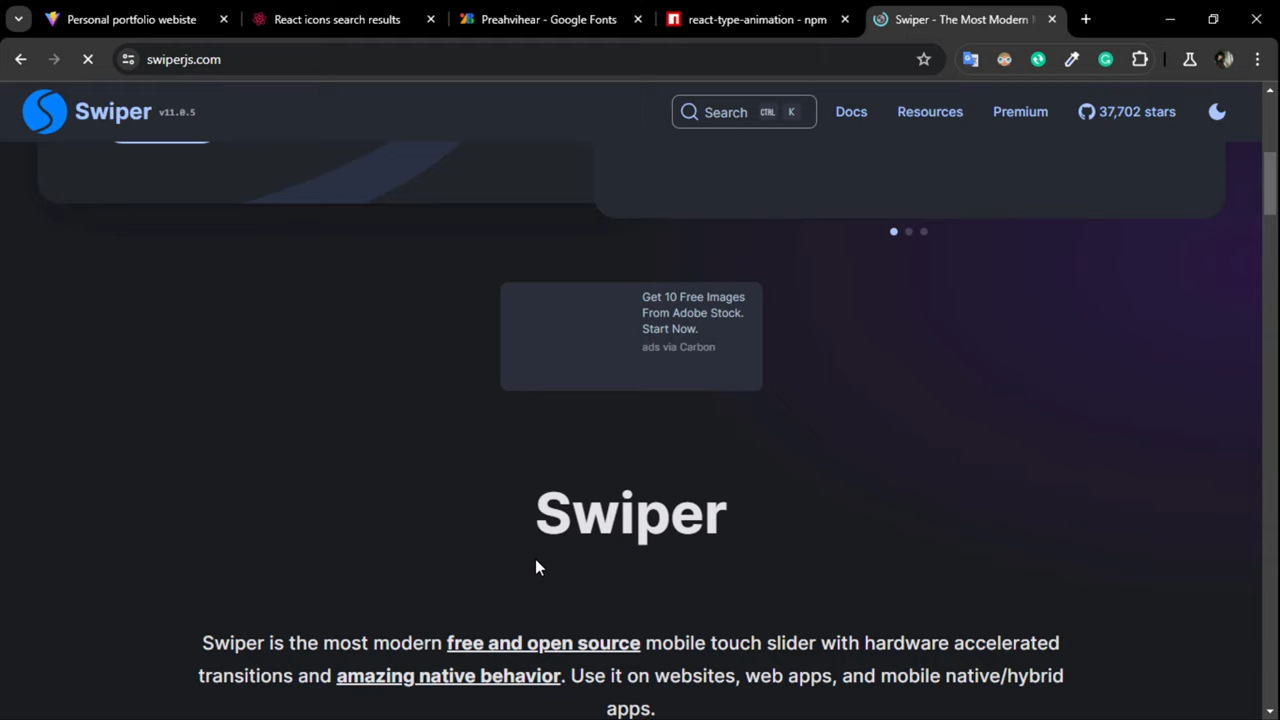 Personal portfolio webiste
React icons search results
Preahvihear - Google Fonts
react-type-animation - npm
Swiper - The Most Modern
swiperjs.com
Swiper v11.0.5
Search CTRL K
Docs
Resources
Premium
37,702 stars
Get 10 Free Images
From Adobe Stock.
Start Now.
ads via Carbon
Swiper
Swiper is the most modern free and open source mobile touch slider with hardware accelerated
transitions and amazing native behavior. Use it on websites, web apps, and mobile native/hybrid
apps.